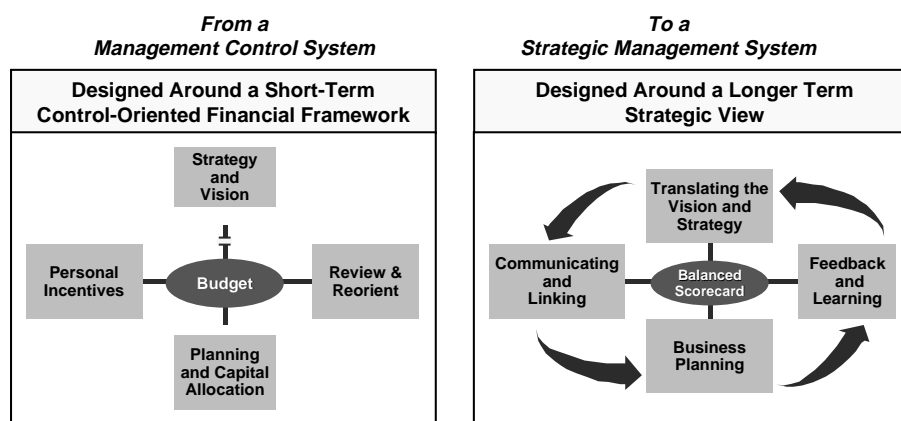 From a
Management Control System
Designed Around a Short-Term
Control-Oriented Financial Framework
Strategy
and
Vision
Personal
Incentives
Budget
Review &
Reorient
Planning
and Capital
Allocation
To a
Strategic Management System
Designed Around a Longer Term
Strategic View
Translating the
Vision and
Strategy
Communicating
and
Linking
Balanced
Scorecard
Feedback
and
Learning
Business
Planning